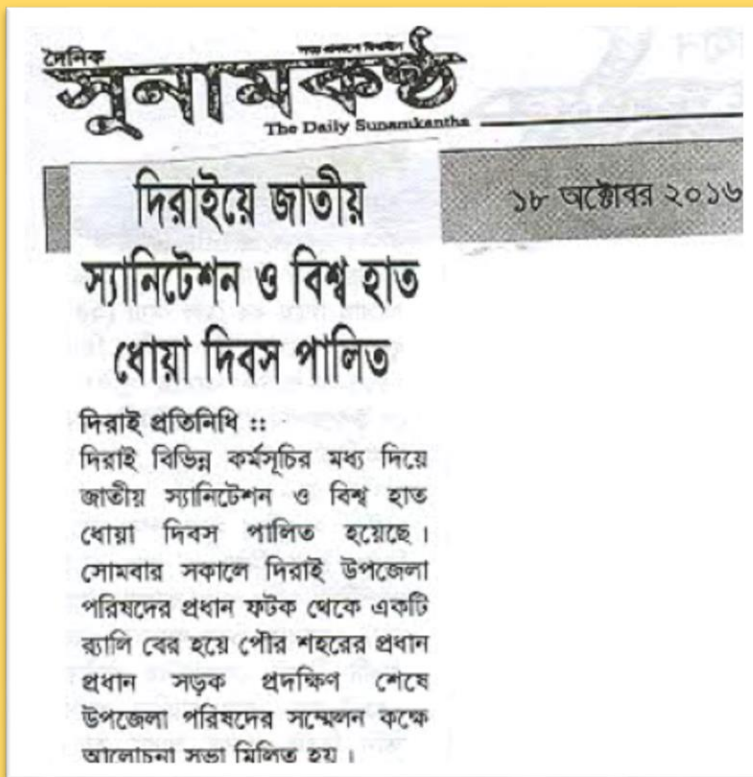 দৈনিক
সুনামকণ্ঠ
The Daily Sunamkantha
১৮ অক্টোবর ২০১৬
দিরাইয়ে জাতীয়
স্যানিটেশন ও বিশ্ব হাত
ধোয়া দিবস পালিত
দিরাই প্রতিনিধি ::
দিরাই বিভিন্ন কর্মসূচির মধ্য দিয়ে
জাতীয় স্যানিটেশন ও বিশ্ব হাত
ধোয়া দিবস পালিত হয়েছে।
সোমবার সকালে দিরাই উপজেলা
পরিষদের প্রধান ফটক থেকে একটি
র‌্যালি বের হয়ে পৌর শহরের প্রধান
প্রধান সড়ক প্রদক্ষিণ শেষে
উপজেলা পরিষদের সম্মেলন কক্ষে
আলোচনা সভা মিলিত হয়।